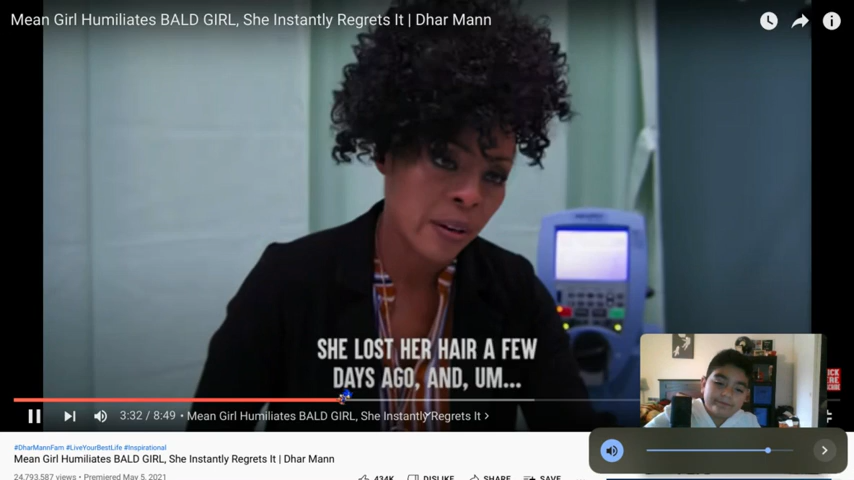 Mean Girl Humiliates BALD GIRL, She Instantly Regrets It | Dhar Mann
SHE LOST HER HAIR A FEW
DAYS AGO, AND, UM...
3:32 / 8:49 • Mean Girl Humiliates BALD GIRL, She Instantly Regrets It >
#DharMannFam #LiveYourBestLife #Inspirational
Mean Girl Humiliates BALD GIRL, She Instantly Regrets It | Dhar Mann
24,793,587 views • Premiered May 5, 2021
434K DISLIKE SHARE SAVE